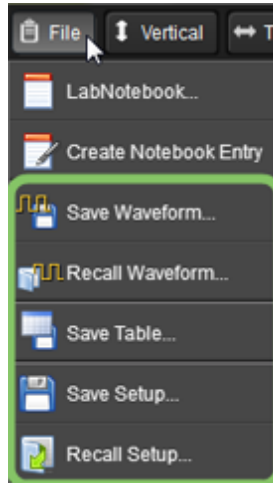 File Vertical T
LabNotebook...
Create Notebook Entry
Save Waveform...
Recall Waveform...
Save Table...
Save Setup...
Recall Setup...